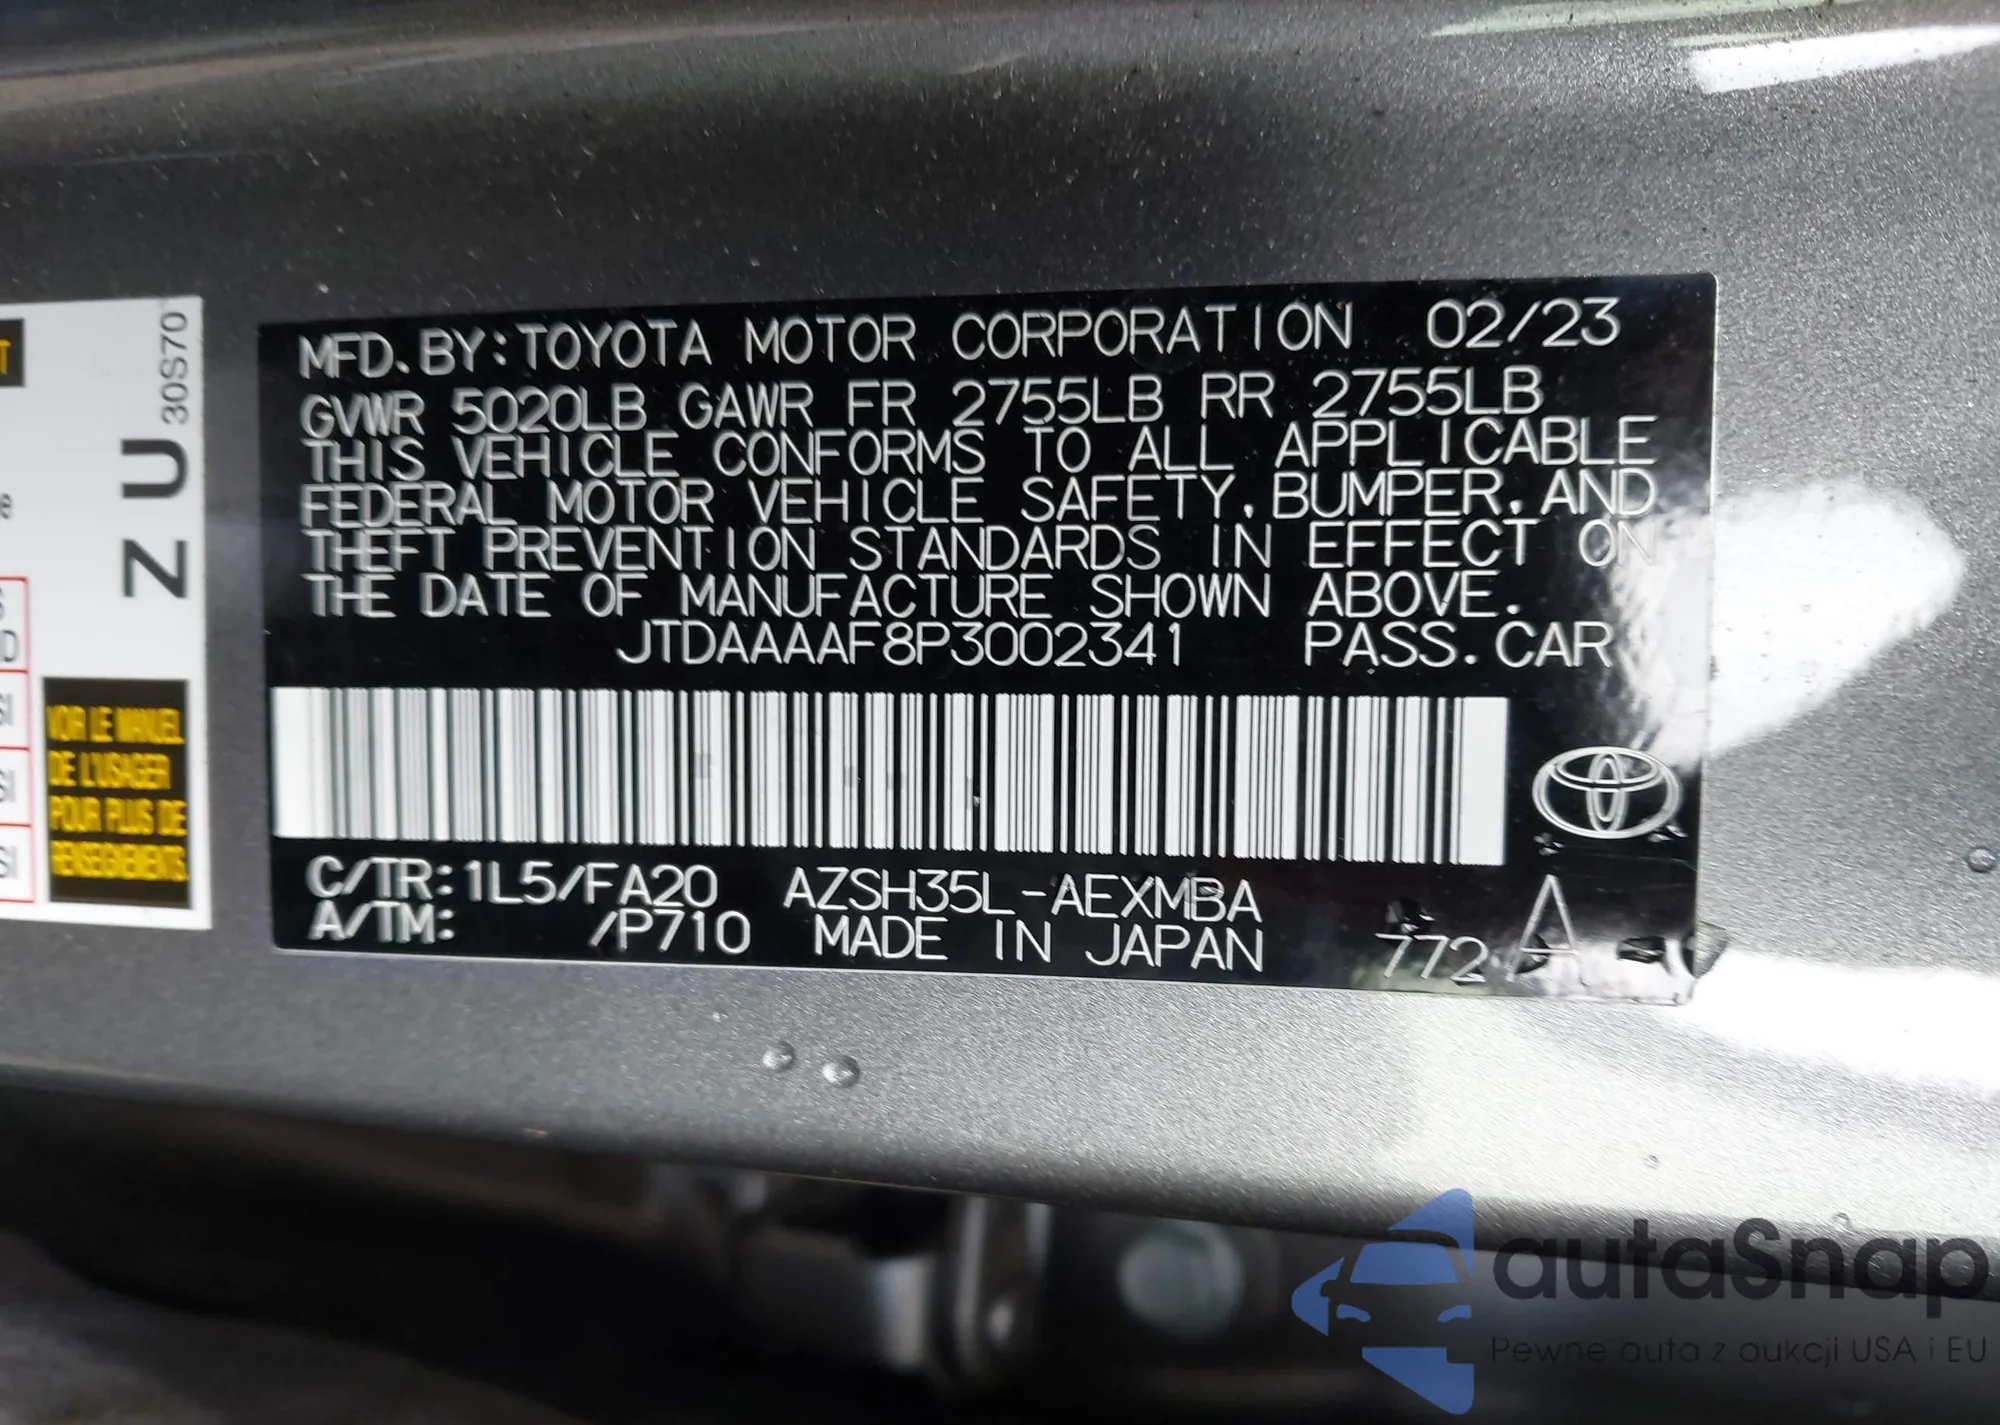 T
30S70
Z U
e
S
D
SI
SI
SI
VOIR LE MANUEL
DE L'USAGER
POUR PLUS DE
RENSEIGNEMENTS
MFD. BY: TOYOTA MOTOR CORPORATION 02/23
GVWR 5020LB GAWR FR 2755LB RR 2755LB
THIS VEHICLE CONFORMS TO ALL APPLICABLE
FEDERAL MOTOR VEHICLE SAFETY, BUMPER, AND
THEFT PREVENTION STANDARDS IN EFFECT ON
THE DATE OF MANUFACTURE SHOWN ABOVE.
JTDAAAAF8P3002341 PASS. CAR
C/TR: 1L5/FA20 AZSH35L-AEXMBA
A/TM: /P710 MADE IN JAPAN 772 A
autaSnap
Pewne auta z aukcji USA i EU